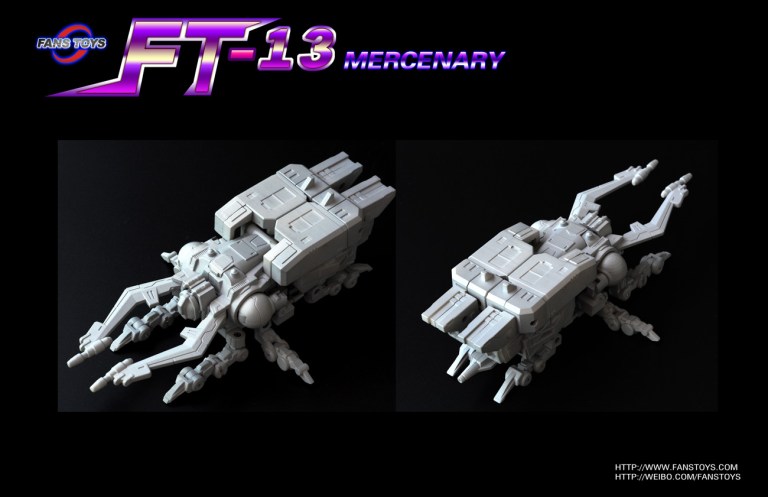 FANS TOYS
FT-13 MERCENARY
HTTP://WWW.FANSTOYS.COM
HTTP://WEIBO.COM/FANSTOYS